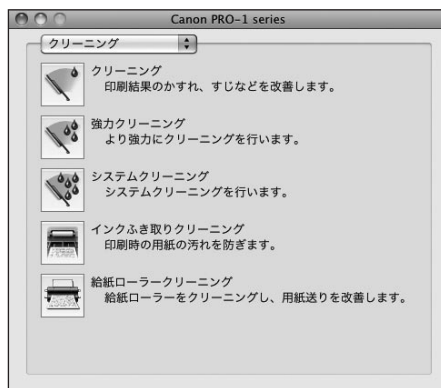 Canon PRO-1 series
クリーニング
クリーニング
印刷結果のかすれ、すじなどを改善します。
強力クリーニング
より強力にクリーニングを行います。
システムクリーニング
システムクリーニングを行います。
インクふき取りクリーニング
印刷時の用紙の汚れを防ぎます。
給紙ローラークリーニング
給紙ローラーをクリーニングし、用紙送りを改善します。